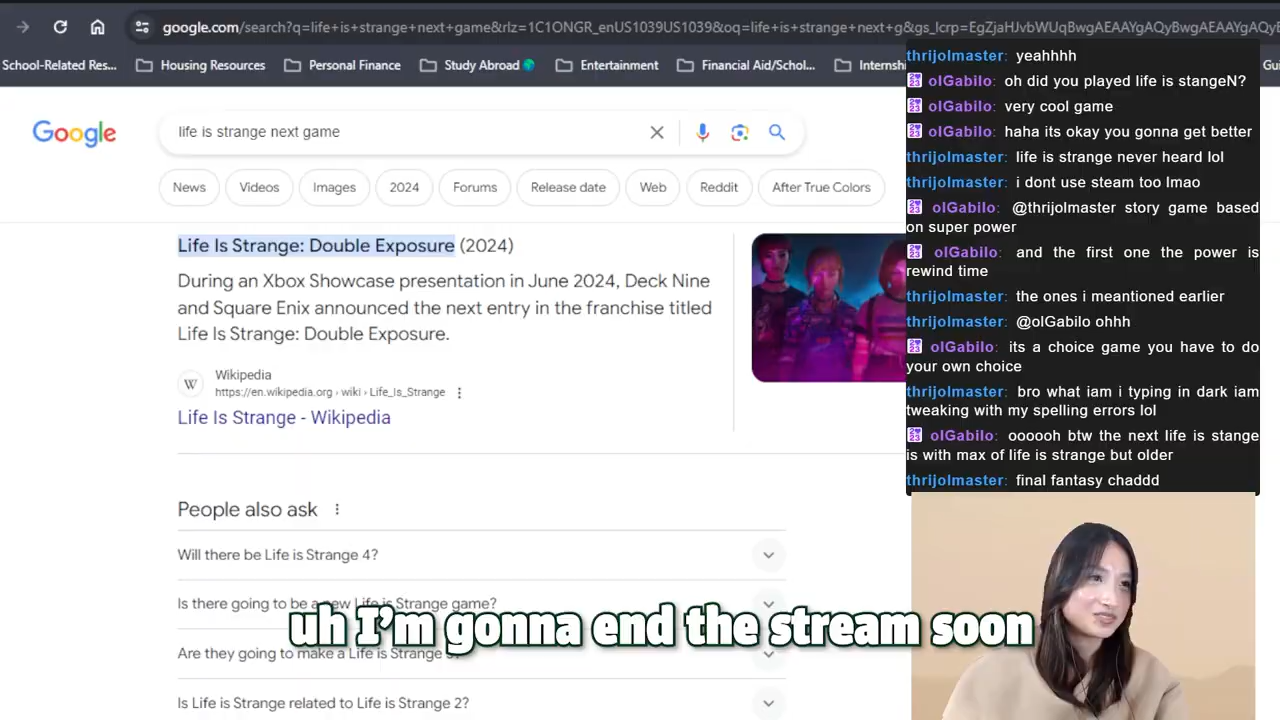 google.com/search?q=life+is+strange+next+game&rlz=1C1ONGR_enUS1039US1039&oq=life+is+strange+next+g&gs_lcrp=EgZjaHJvbWUqBwgAEAAYgAQyBwgAEAAYgAQyBwgBEAAYgAQyBwgCEAAYgA
School-Related Res...
Housing Resources
Personal Finance
Study Abroad
Entertainment
Financial Aid/Schol...
Internsh
Google
life is strange next game
News
Videos
Images
2024
Forums
Release date
Web
Reddit
After True Colors
Life Is Strange: Double Exposure (2024)
During an Xbox Showcase presentation in June 2024, Deck Nine
and Square Enix announced the next entry in the franchise titled
Life Is Strange: Double Exposure.
W
Wikipedia
https://en.wikipedia.org › wiki › Life_Is_Strange
Life Is Strange - Wikipedia
People also ask
Will there be Life is Strange 4?
Is there going to be a new Life is Strange game?
Are they going to make a Life is Strange
Is Life is Strange related to Life is Strange 2?
uh I'm gonna end the stream soon
thrijolmaster: yeahhhh
olGabilo: oh did you played life is stangeN?
olGabilo: very cool game
olGabilo: haha its okay you gonna get better
thrijolmaster: life is strange never heard lol
thrijolmaster: i dont use steam too lmao
olGabilo: @thrijolmaster story game based
on super power
olGabilo: and the first one the power is
rewind time
thrijolmaster: the ones i meantioned earlier
thrijolmaster: @olGabilo ohhh
olGabilo: its a choice game you have to do
your own choice
thrijolmaster: bro what iam i typing in dark iam
tweaking with my spelling errors lol
olGabilo: oooooh btw the next life is stange
is with max of life is strange but older
thrijolmaster: final fantasy chaddd